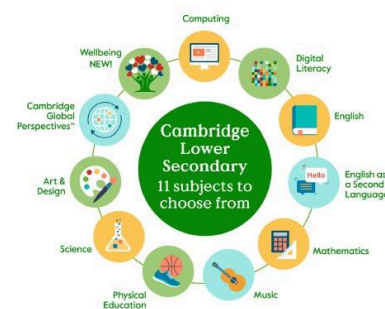 Computing
Digital
Literacy
English
Hello
English as
a Second
Language
Mathematics
Music
Physical
Education
Science
Art &
Design
Cambridge
Global
Perspectives™
Wellbeing
NEW!
Cambridge
Lower
Secondary
11 subjects to
choose from